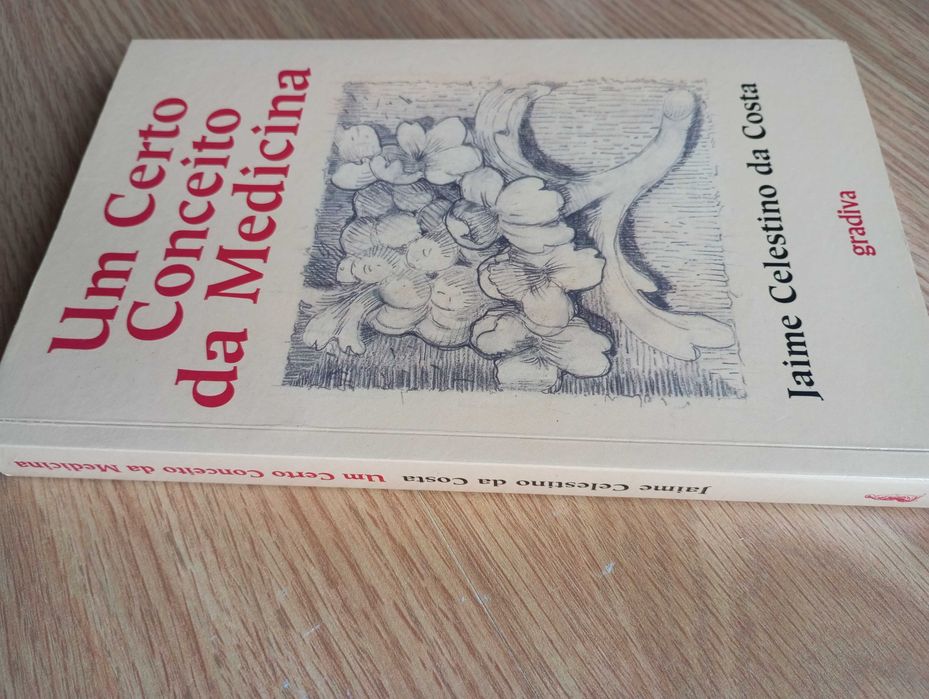 Um Certo
Conceito
da Medicina
Jaime Celestino da Costa
gradiva
Jaime Celestino da Costa Um Certo Conceito da Medicina